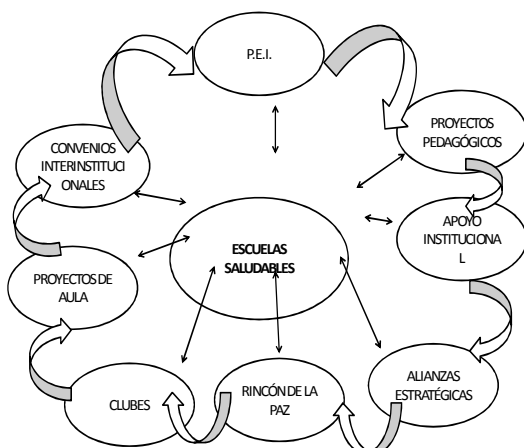 P.E.I.
PROYECTOS
PEDAGÓGICOS
CONVENIOS
INTERINSTITUCI
ONALES
APOYO
INSTITUCIONA
L
ESCUELAS
SALUDABLES
PROYECTOS DE
AULA
ALIANZAS
ESTRATÉGICAS
RINCÓN DE LA
PAZ
CLUBES